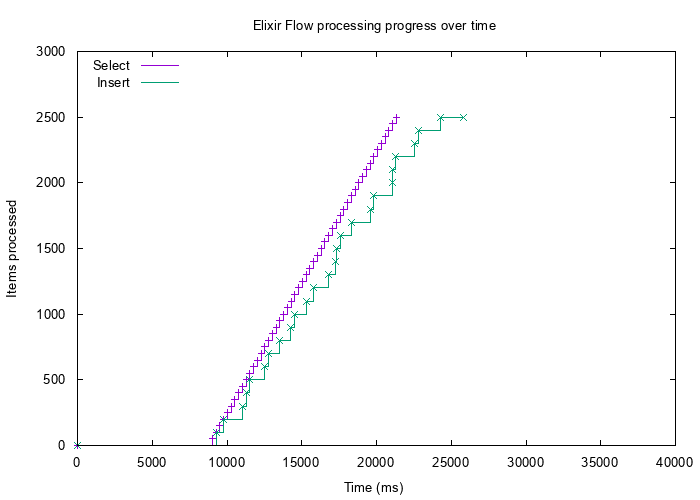 Elixir Flow processing progress over time
3000
2500
2000
1500
1000
500
0
Items processed
Select
Insert
0 5000 10000 15000 20000 25000 30000 35000 40000
Time (ms)